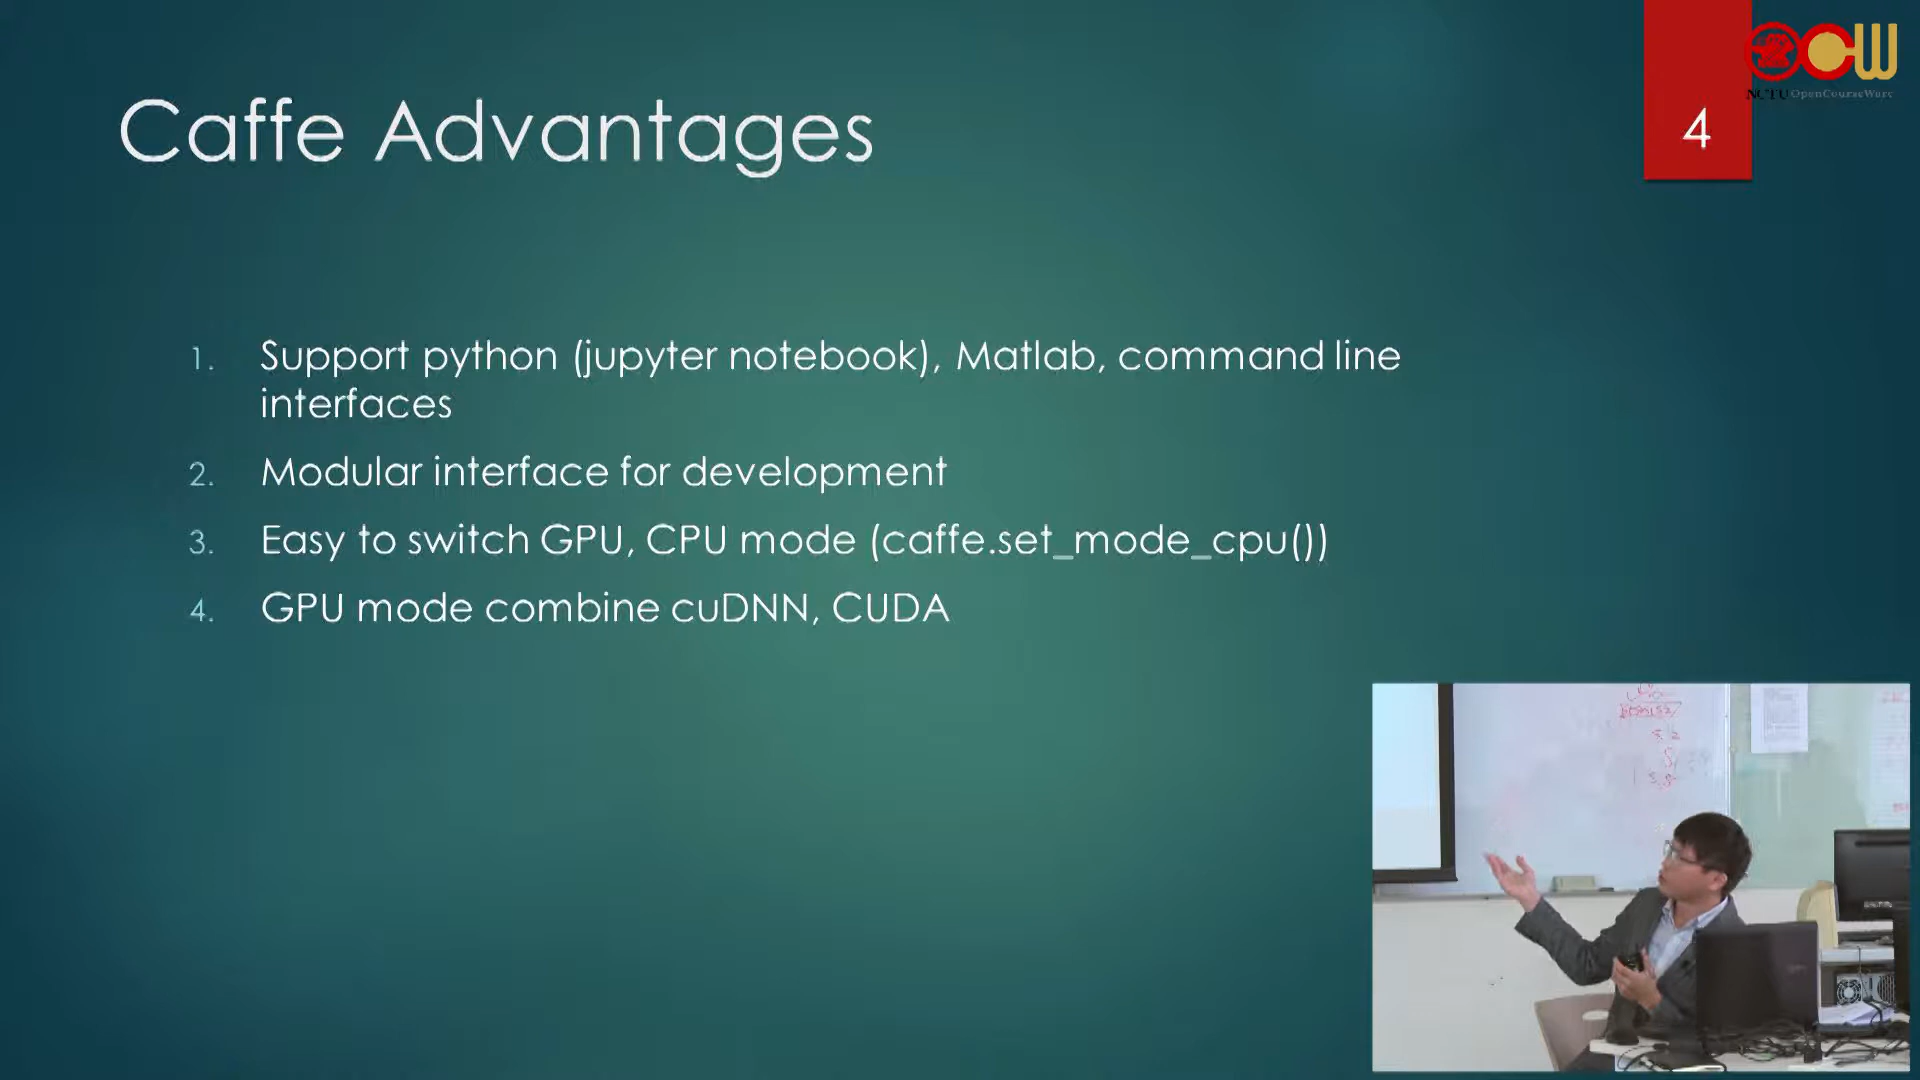 Caffe Advantages
4
NCTU OpenCourseWare
1. Support python (jupyter notebook), Matlab, command line
interfaces
2. Modular interface for development
3. Easy to switch GPU, CPU mode (caffe.set_mode_cpu())
4. GPU mode combine cuDNN, CUDA